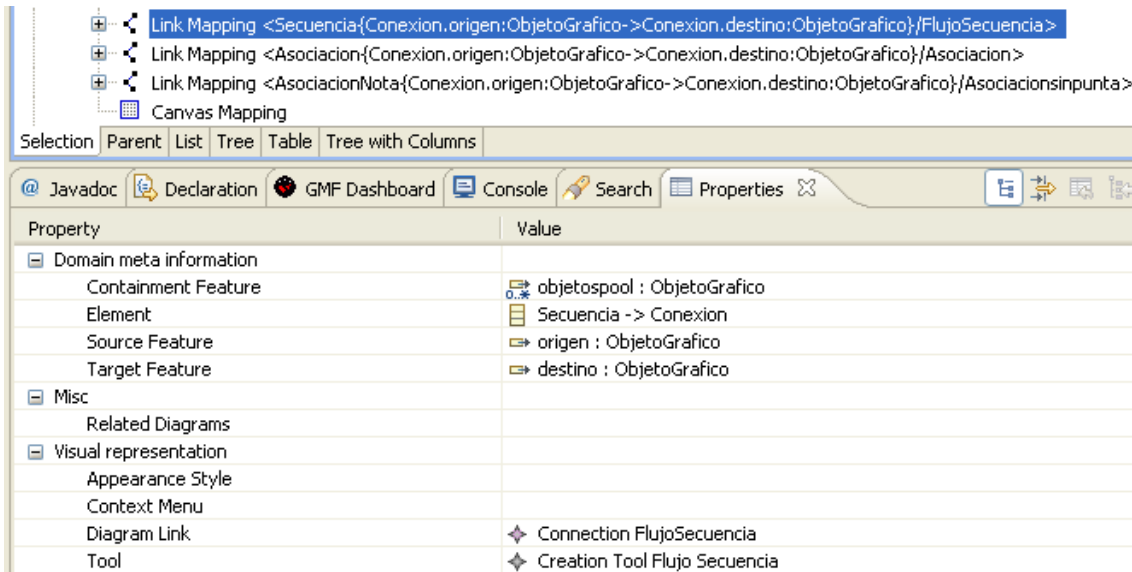 Link Mapping <Secuencia{Conexion.origen:ObjetoGrafico->Conexion.destino:ObjetoGrafico}/FlujoSecuencia>
Link Mapping <Asociacion{Conexion.origen:ObjetoGrafico->Conexion.destino:ObjetoGrafico}/Asociacion>
Link Mapping <AsociacionNota{Conexion.origen:ObjetoGrafico->Conexion.destino:ObjetoGrafico}/Asociacionsinpunta>
Canvas Mapping
Selection Parent List Tree Table Tree with Columns
@ Javadoc Declaration GMF Dashboard Console Search Properties
Property Value
Domain meta information
Containment Feature 0..* objetospool : ObjetoGrafico
Element Secuencia -> Conexion
Source Feature origen : ObjetoGrafico
Target Feature destino : ObjetoGrafico
Misc
Related Diagrams
Visual representation
Appearance Style
Context Menu
Diagram Link Connection FlujoSecuencia
Tool Creation Tool Flujo Secuencia